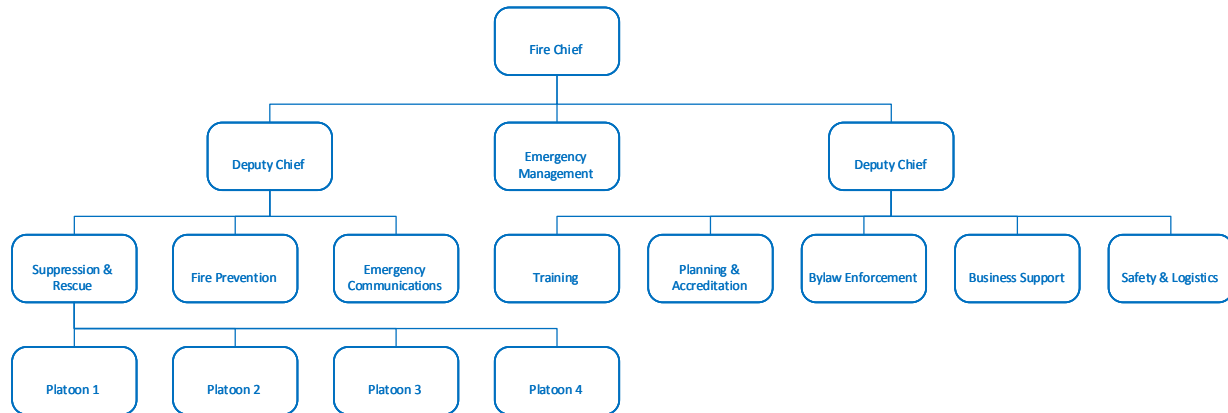 Fire Chief
Deputy Chief
Emergency
Management
Deputy Chief
Suppression &
Rescue
Fire Prevention
Emergency
Communications
Training
Planning &
Accreditation
Bylaw Enforcement
Business Support
Safety & Logistics
Platoon 1
Platoon 2
Platoon 3
Platoon 4